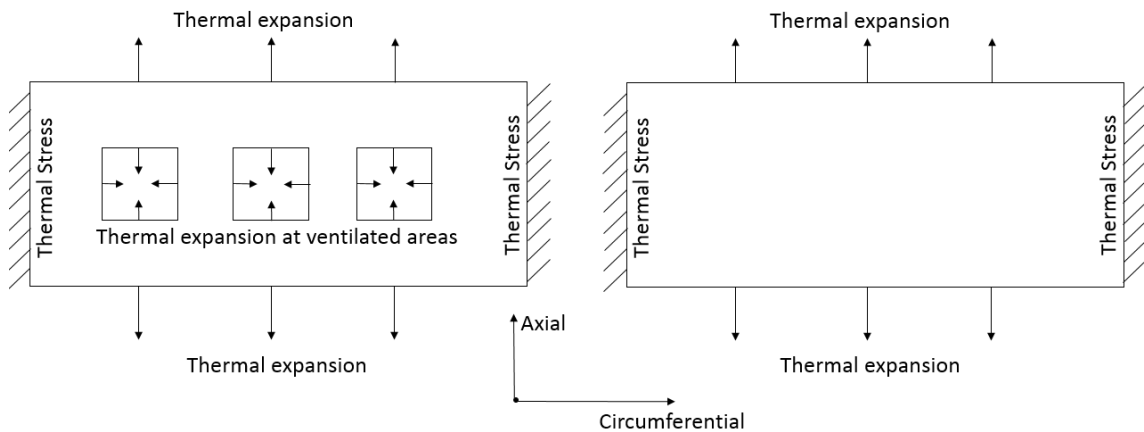 Thermal expansion
Thermal expansion
Thermal Stress
Thermal Stress
Thermal expansion at ventilated areas
Thermal Stress
Thermal Stress
Axial
Thermal expansion
Thermal expansion
Circumferential